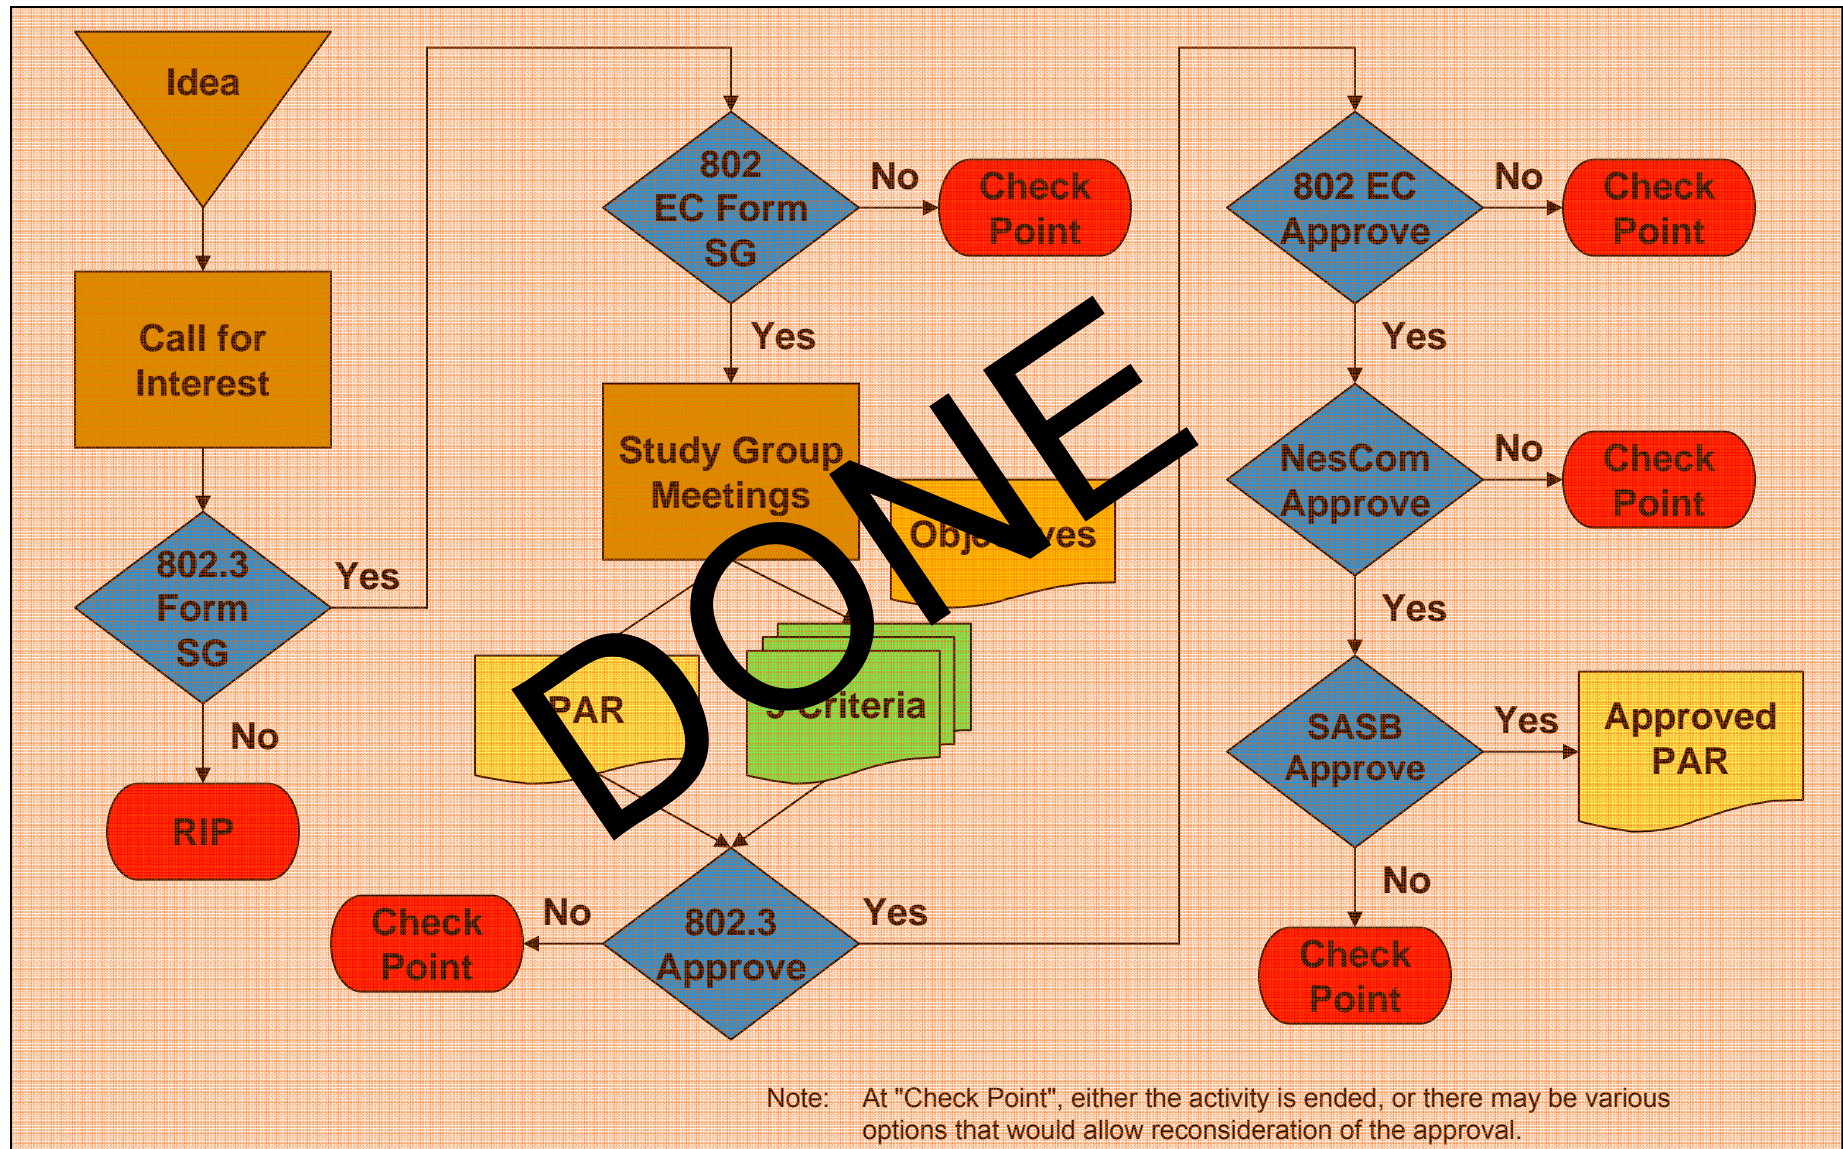 Idea
Call for
Interest
802.3
Form
SG
Yes
No
RIP
802
EC Form
SG
No
Check
Point
Yes
Study Group
Meetings
PAR
Criteria
DONE
802.3
Approve
No
Check
Point
Yes
802 EC
Approve
No
Check
Point
Yes
NesCom
Approve
No
Check
Point
Yes
SASB
Approve
Yes
Approved
PAR
No
Check
Point
Note: At "Check Point", either the activity is ended, or there may be various
options that would allow reconsideration of the approval.